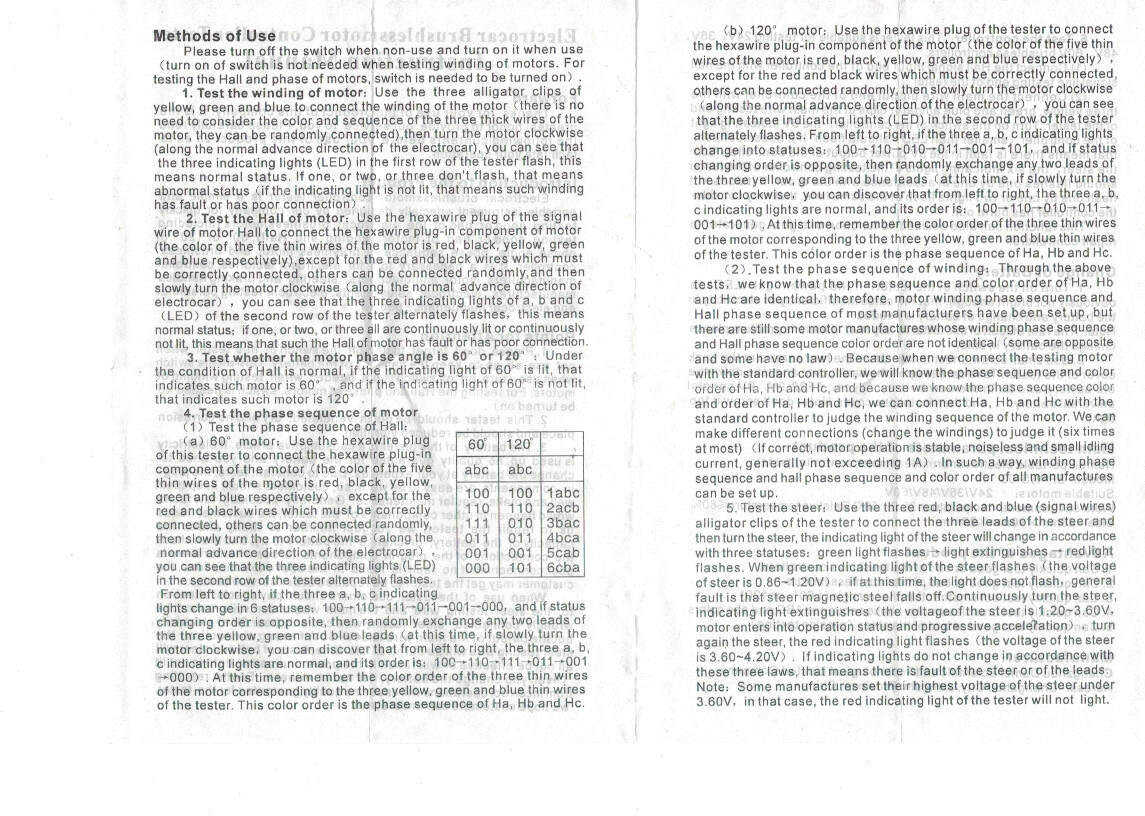 Methods of Use
Please turn off the switch when non-use and turn on it when use
(turn on of switch is not needed when testing winding of motors. For
testing the Hall and phase of motors, switch is needed to be turned on).
1. Test the winding of motor: Use the three alligator clips of
yellow, green and blue to connect the winding of the motor (there is no
need to consider the color and sequence of the three thick wires of the
motor, they can be randomly connected),then turn the motor clockwise
(along the normal advance direction of the electrocar), you can see that
the three indicating lights (LED) in the first row of the tester flash, this
means normal status. If one, or two, or three don't flash, that means
abnormal status (if the indicating light is not lit, that means such winding
has fault or has poor connection).
2. Test the Hall of motor: Use the hexawire plug of the signal
wire of motor Hall to connect the hexawire plug-in component of motor
(the color of the five thin wires of the motor is red, black, yellow, green
and blue respectively),except for the red and black wires which must
be correctly connected, others can be connected randomly,and then
slowly turn the motor clockwise (along the normal advance direction of
electrocar), you can see that the three indicating lights of a, b and c
(LED) of the second row of the tester alternately flashes, this means
normal status; if one, or two, or three all are continuously lit or continuously
not lit, this means that such the Hall of motor has fault or has poor connection.
3. Test whether the motor phase angle is 60° or 120° : Under
the condition of Hall is normal, if the indicating light of 60° is lit, that
indicates such motor is 60° ,and if the indicating light of 60° is not lit,
that indicates such motor is 120° .
4. Test the phase sequence of motor
(1) Test the phase sequence of Hall:
(a) 60° motor: Use the hexawire plug
of this tester to connect the hexawire plug-in
component of the motor (the color of the five
thin wires of the motor is red, black, yellow,
green and blue respectively), except for the
red and black wires which must be correctly
connected, others can be connected randomly,
then slowly turn the motor clockwise (along the
normal advance direction of the electrocar),
you can see that the three indicating lights (LED)
in the second row of the tester alternately flashes.
From left to right, if the three a, b, c indicating
lights change in 6 statuses: 100→110→111→011→001→000, and if status
changing order is opposite, then randomly exchange any two leads of
the three yellow, green and blue leads (at this time, if slowly turn the
motor clockwise, you can discover that from left to right, the three a, b,
c indicating lights are normal, and its order is: 100→110→111→011→001
→000). At this time, remember the color order of the three thin wires
of the motor corresponding to the three yellow, green and blue thin wires
of the tester. This color order is the phase sequence of Ha, Hb and Hc.
60° 120°
abc abc
100 100 1abc
110 110 2acb
111 010 3bac
011 011 4bca
001 001 5cab
000 101 6cba
(b) 120° motor: Use the hexawire plug of the tester to connect
the hexawire plug-in component of the motor (the color of the five thin
wires of the motor is red, black, yellow, green and blue respectively),
except for the red and black wires which must be correctly connected,
others can be connected randomly, then slowly turn the motor clockwise
(along the normal advance direction of the electrocar), you can see
that the three indicating lights (LED) in the second row of the tester
alternately flashes. From left to right, if the three a, b, c indicating lights
change into statuses: 100→110→010→011→001→101, and if status
changing order is opposite, then randomly exchange any two leads of
the three yellow, green and blue leads (at this time, if slowly turn the
motor clockwise, you can discover that from left to right, the three a, b,
c indicating lights are normal, and its order is: 100→110→010→011→
001→101). At this time, remember the color order of the three thin wires
of the motor corresponding to the three yellow, green and blue thin wires
of the tester. This color order is the phase sequence of Ha, Hb and Hc.
(2).Test the phase sequence of winding: Through the above
tests, we know that the phase sequence and color order of Ha, Hb
and Hc are identical, therefore, motor winding phase sequence and
Hall phase sequence of most manufacturers have been set up, but
there are still some motor manufactures whose winding phase sequence
and Hall phase sequence color order are not identical (some are opposite
and some have no law). Because when we connect the testing motor
with the standard controller, we will know the phase sequence and color
order of Ha, Hb and Hc, and because we know the phase sequence color
and order of Ha, Hb and Hc, we can connect Ha, Hb and Hc with the
standard controller to judge the winding sequence of the motor. We can
make different connections (change the windings) to judge it (six times
at most) (If correct, motor operation is stable, noiseless and small idling
current, generally not exceeding 1A). In such a way, winding phase
sequence and hall phase sequence and color order of all manufactures
can be set up.
5. Test the steer: Use the three red, black and blue (signal wires)
alligator clips of the tester to connect the three leads of the steer and
then turn the steer, the indicating light of the steer will change in accordance
with three statuses: green light flashes → light extinguishes → red light
flashes. When green indicating light of the steer flashes (the voltage
of steer is 0.86~1.20V), if at this time, the light does not flash, general
fault is that steer magnetic steel falls off.Continuously turn the steer,
indicating light extinguishes (the voltageof the steer is 1.20~3.60V,
motor enters into operation status and progressive acceleration), turn
again the steer, the red indicating light flashes (the voltage of the steer
is 3.60~4.20V). If indicating lights do not change in accordance with
these three laws, that means there is fault of the steer or of the leads.
Note: Some manufactures set their highest voltage of the steer under
3.60V, in that case, the red indicating light of the tester will not light.